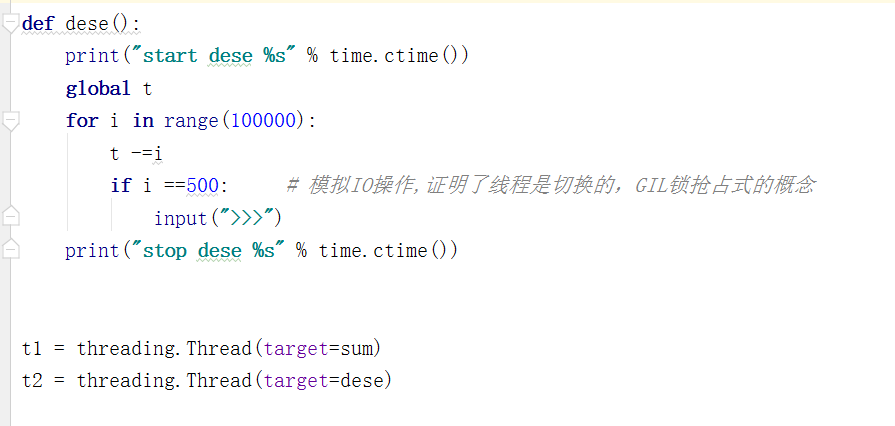 def dese():
    print("start dese %s" % time.ctime())
    global t
    for i in range(100000):
        t -=i
        if i ==500:     # 模拟IO操作,证明了线程是切换的，GIL锁抢占式的概念
            input(">>>")
    print("stop dese %s" % time.ctime())
t1 = threading.Thread(target=sum)
t2 = threading.Thread(target=dese)